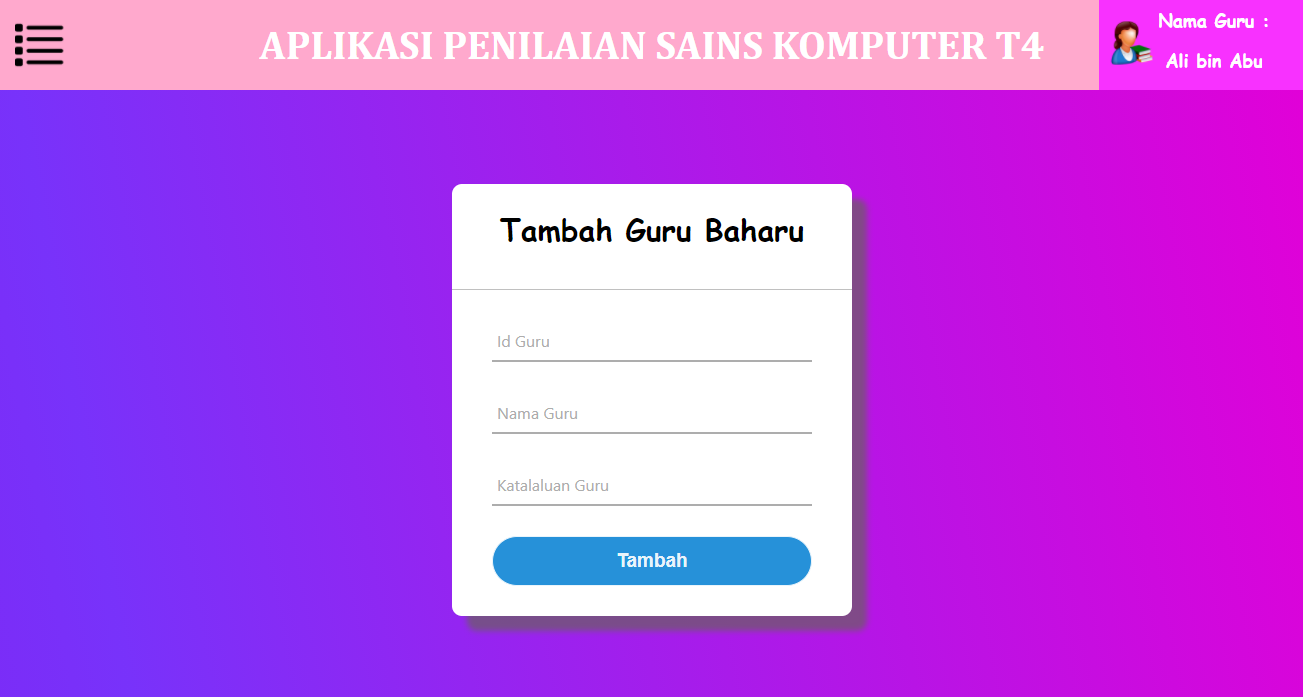 APLIKASI PENILAIAN SAINS KOMPUTER T4
Nama Guru :
Ali bin Abu
Tambah Guru Baharu
Id Guru
Nama Guru
Katalaluan Guru
Tambah